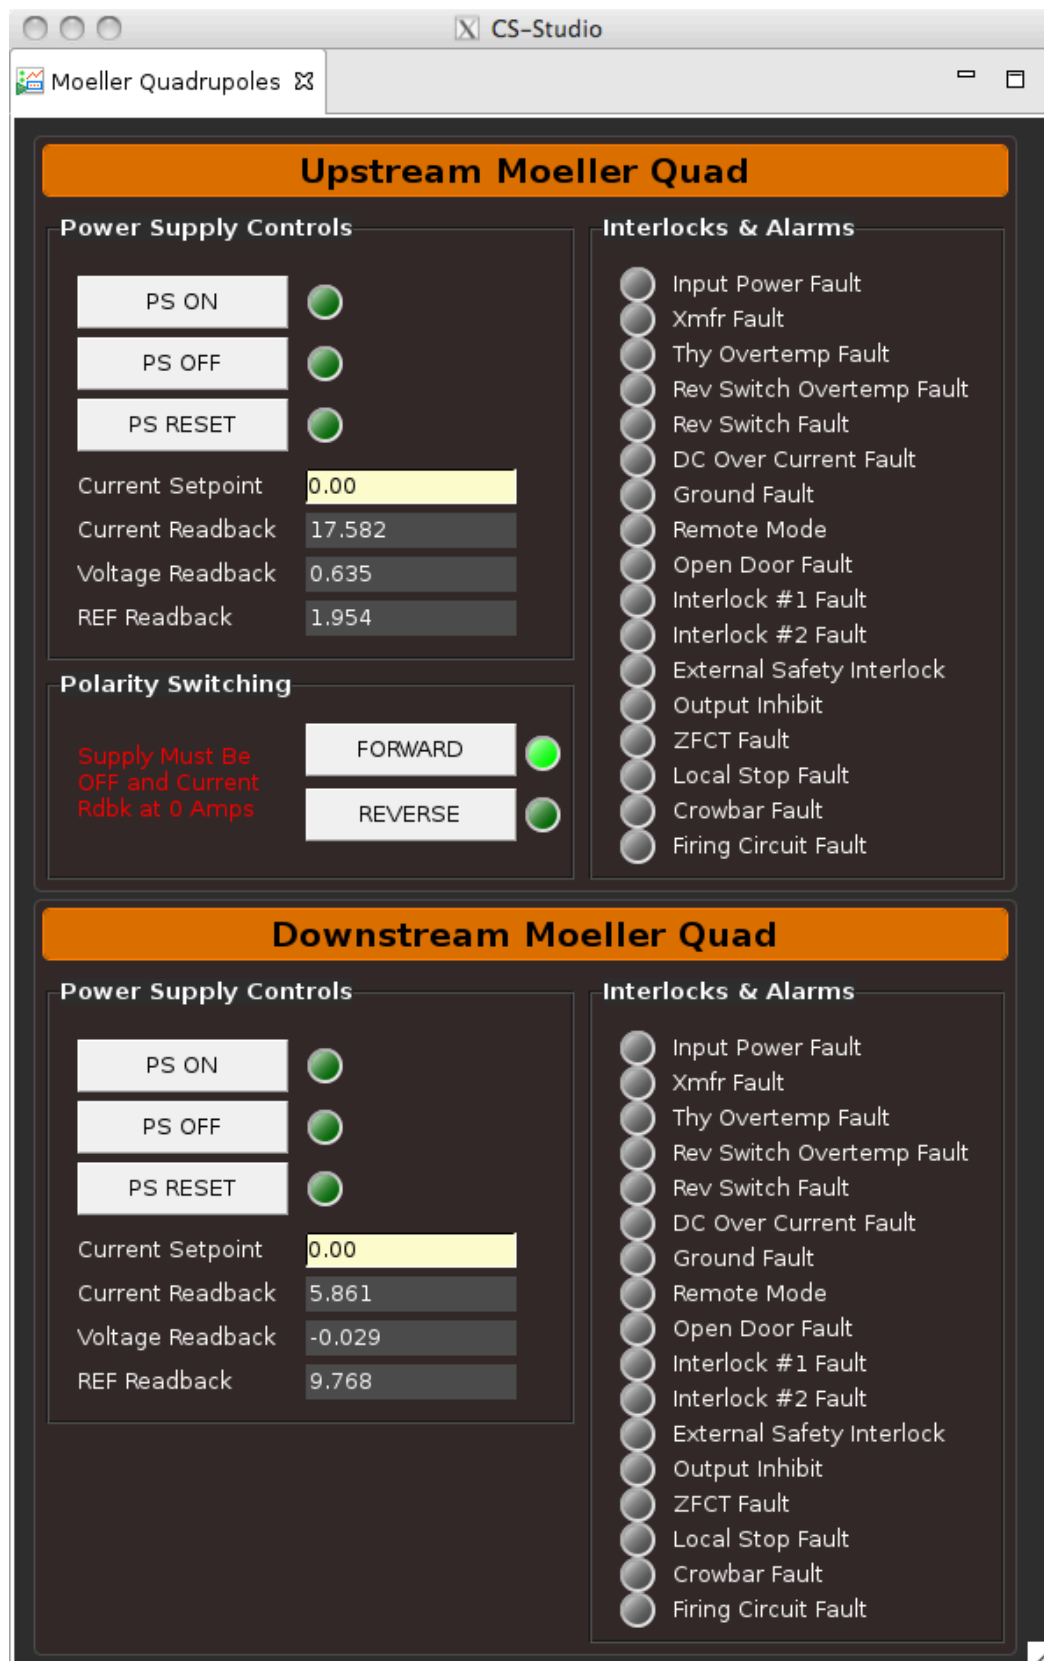 CS-Studio
Moeller Quadrupoles
Upstream Moeller Quad
Power Supply Controls
PS ON
PS OFF
PS RESET
Current Setpoint 0.00
Current Readback 17.582
Voltage Readback 0.635
REF Readback 1.954
Polarity Switching
Supply Must Be
OFF and Current
Rdbk at 0 Amps
FORWARD
REVERSE
Interlocks & Alarms
Input Power Fault
Xmfr Fault
Thy Overtemp Fault
Rev Switch Overtemp Fault
Rev Switch Fault
DC Over Current Fault
Ground Fault
Remote Mode
Open Door Fault
Interlock #1 Fault
Interlock #2 Fault
External Safety Interlock
Output Inhibit
ZFCT Fault
Local Stop Fault
Crowbar Fault
Firing Circuit Fault
Downstream Moeller Quad
Power Supply Controls
PS ON
PS OFF
PS RESET
Current Setpoint 0.00
Current Readback 5.861
Voltage Readback -0.029
REF Readback 9.768
Interlocks & Alarms
Input Power Fault
Xmfr Fault
Thy Overtemp Fault
Rev Switch Overtemp Fault
Rev Switch Fault
DC Over Current Fault
Ground Fault
Remote Mode
Open Door Fault
Interlock #1 Fault
Interlock #2 Fault
External Safety Interlock
Output Inhibit
ZFCT Fault
Local Stop Fault
Crowbar Fault
Firing Circuit Fault